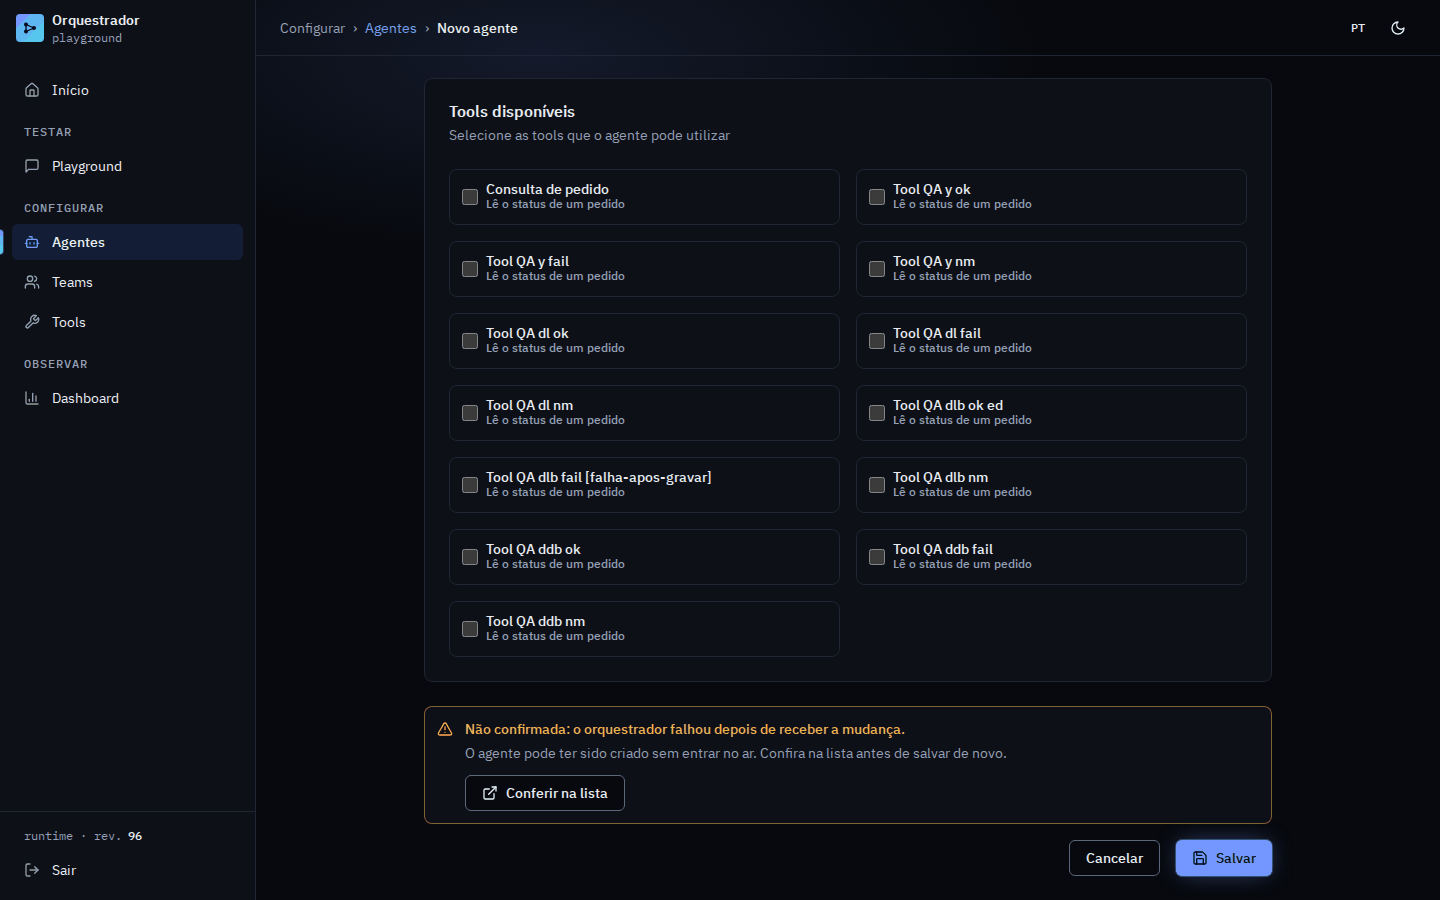 Orquestrador
playground
Início
TESTAR
Playground
CONFIGURAR
Agentes
Teams
Tools
OBSERVAR
Dashboard
runtime · rev. 96
Sair
Configurar › Agentes › Novo agente
PT
Tools disponíveis
Selecione as tools que o agente pode utilizar
Consulta de pedido
Lê o status de um pedido
Tool QA y ok
Lê o status de um pedido
Tool QA y fail
Lê o status de um pedido
Tool QA y nm
Lê o status de um pedido
Tool QA dl ok
Lê o status de um pedido
Tool QA dl fail
Lê o status de um pedido
Tool QA dl nm
Lê o status de um pedido
Tool QA dlb ok ed
Lê o status de um pedido
Tool QA dlb fail [falha-apos-gravar]
Lê o status de um pedido
Tool QA dlb nm
Lê o status de um pedido
Tool QA ddb ok
Lê o status de um pedido
Tool QA ddb fail
Lê o status de um pedido
Tool QA ddb nm
Lê o status de um pedido
Não confirmada: o orquestrador falhou depois de receber a mudança.
O agente pode ter sido criado sem entrar no ar. Confira na lista antes de salvar de novo.
Conferir na lista
Cancelar
Salvar